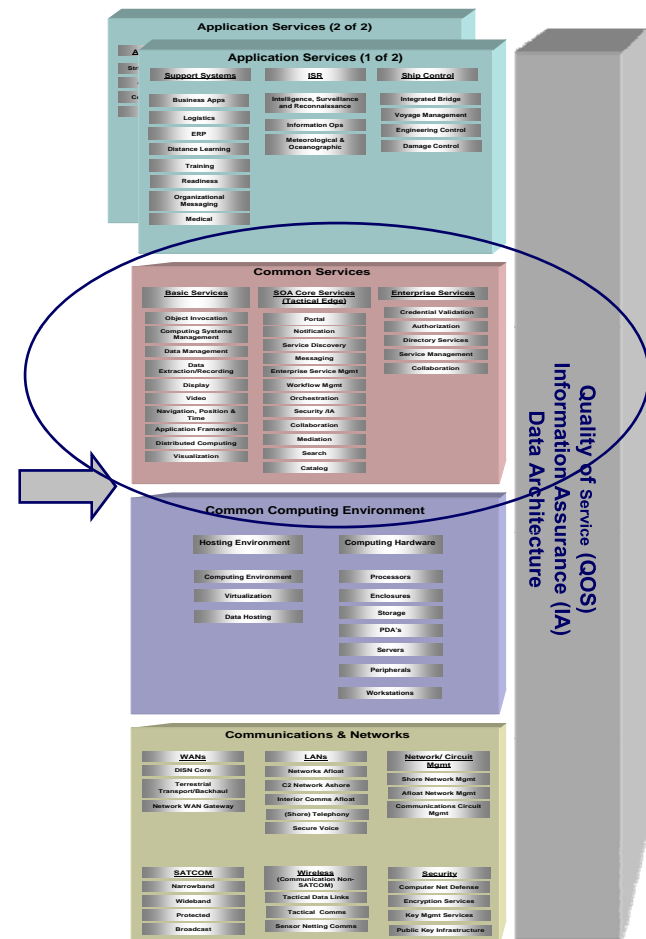 Application Services (2 of 2)
Application Services (1 of 2)
Support Systems
Business Apps
Logistics
ERP
Distance Learning
Training
Readiness
Organizational
Messaging
Medical
ISR
Intelligence, Surveillance
and Reconnaissance
Information Ops
Meteorological &
Oceanographic
Ship Control
Integrated Bridge
Voyage Management
Engineering Control
Damage Control
Common Services
Basic Services
Object Invocation
Computing Systems
Management
Data Management
Data
Extraction/Recording
Display
Video
Navigation, Position &
Time
Application Framework
Distributed Computing
Visualization
SOA Core Services
(Tactical Edge)
Portal
Notification
Service Discovery
Messaging
Enterprise Service Mgmt
Workflow Mgmt
Orchestration
Security /IA
Collaboration
Mediation
Search
Catalog
Enterprise Services
Credential Validation
Authorization
Directory Services
Service Management
Collaboration
Common Computing Environment
Hosting Environment
Computing Environment
Virtualization
Data Hosting
Computing Hardware
Processors
Enclosures
Storage
PDA's
Servers
Peripherals
Workstations
Communications & Networks
WANs
DISN Core
Terrestrial
Transport/Backhaul
Network WAN Gateway
LANs
Networks Afloat
C2 Network Ashore
Interior Comms Afloat
(Shore) Telephony
Secure Voice
Network/ Circuit
Mgmt
Shore Network Mgmt
Afloat Network Mgmt
Communications Circuit
Mgmt
SATCOM
Narrowband
Wideband
Protected
Broadcast
Wireless
(Communication Non-
SATCOM)
Tactical Data Links
Tactical Comms
Sensor Netting Comms
Security
Computer Net Defense
Encryption Services
Key Mgmt Services
Public Key Infrastructure
Quality of Service (QOS)
Information Assurance (IA)
Data Architecture